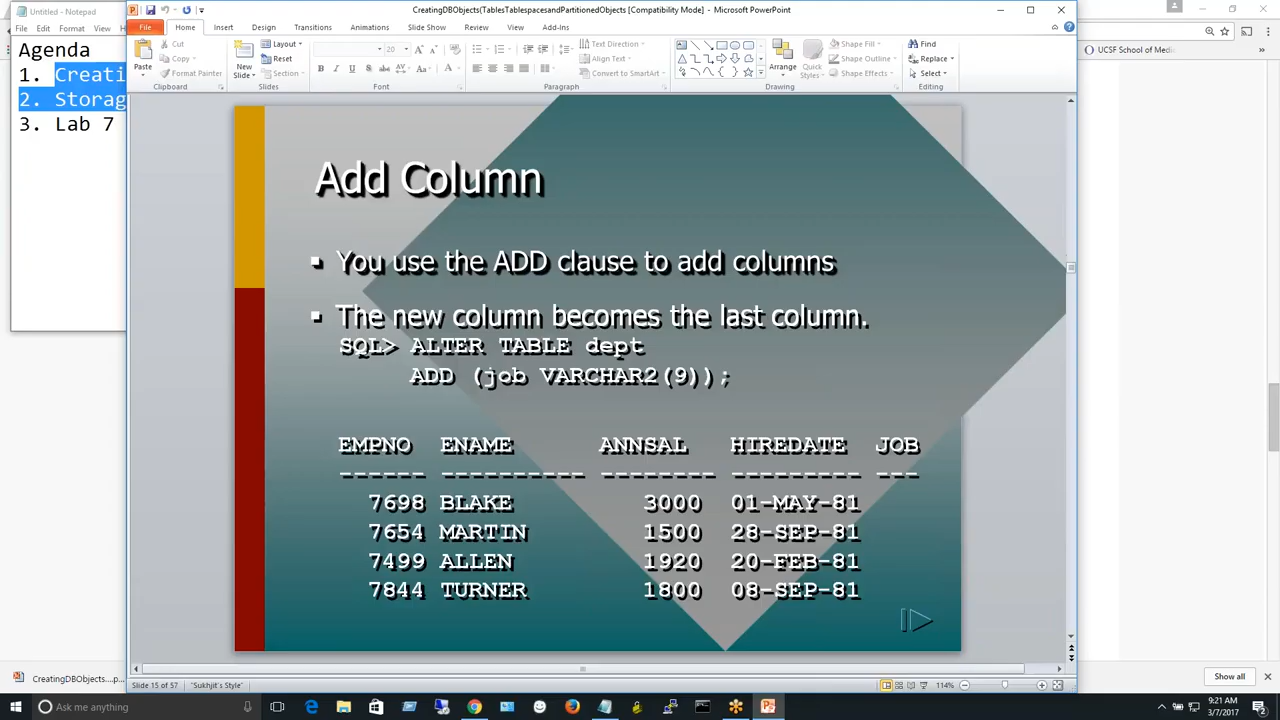 Untitled - Notepad
File Edit Format View
Agenda
1. Creati
2. Storag
3. Lab 7
CreatingDBObjects(TablesTablespacesandPartitionedObjects [Compatibility Mode] - Microsoft PowerPoint
File Home Insert Design Transitions Animations Slide Show Review View Add-Ins
Paste Cut Copy Format Painter
Clipboard
New Slide Layout Reset Section
Slides
20
Font
Text Direction Align Text Convert to SmartArt
Paragraph
Arrange Quick Styles Shape Fill Shape Outline Shape Effects
Drawing
Find Replace Select
Editing
UCSF School of Medi
Add Column
You use the ADD clause to add columns
The new column becomes the last column.
SQL> ALTER TABLE dept
ADD (job VARCHAR2(9));
EMPNO ENAME ANNSAL HIREDATE JOB
------ ---------- -------- --------- ---
7698 BLAKE 3000 01-MAY-81
7654 MARTIN 1500 28-SEP-81
7499 ALLEN 1920 20-FEB-81
7844 TURNER 1800 08-SEP-81
Slide 15 of 57 "Sukhjit's Style" 114%
CreatingDBObjects....p...
Show all
Ask me anything
9:21 AM
3/7/2017